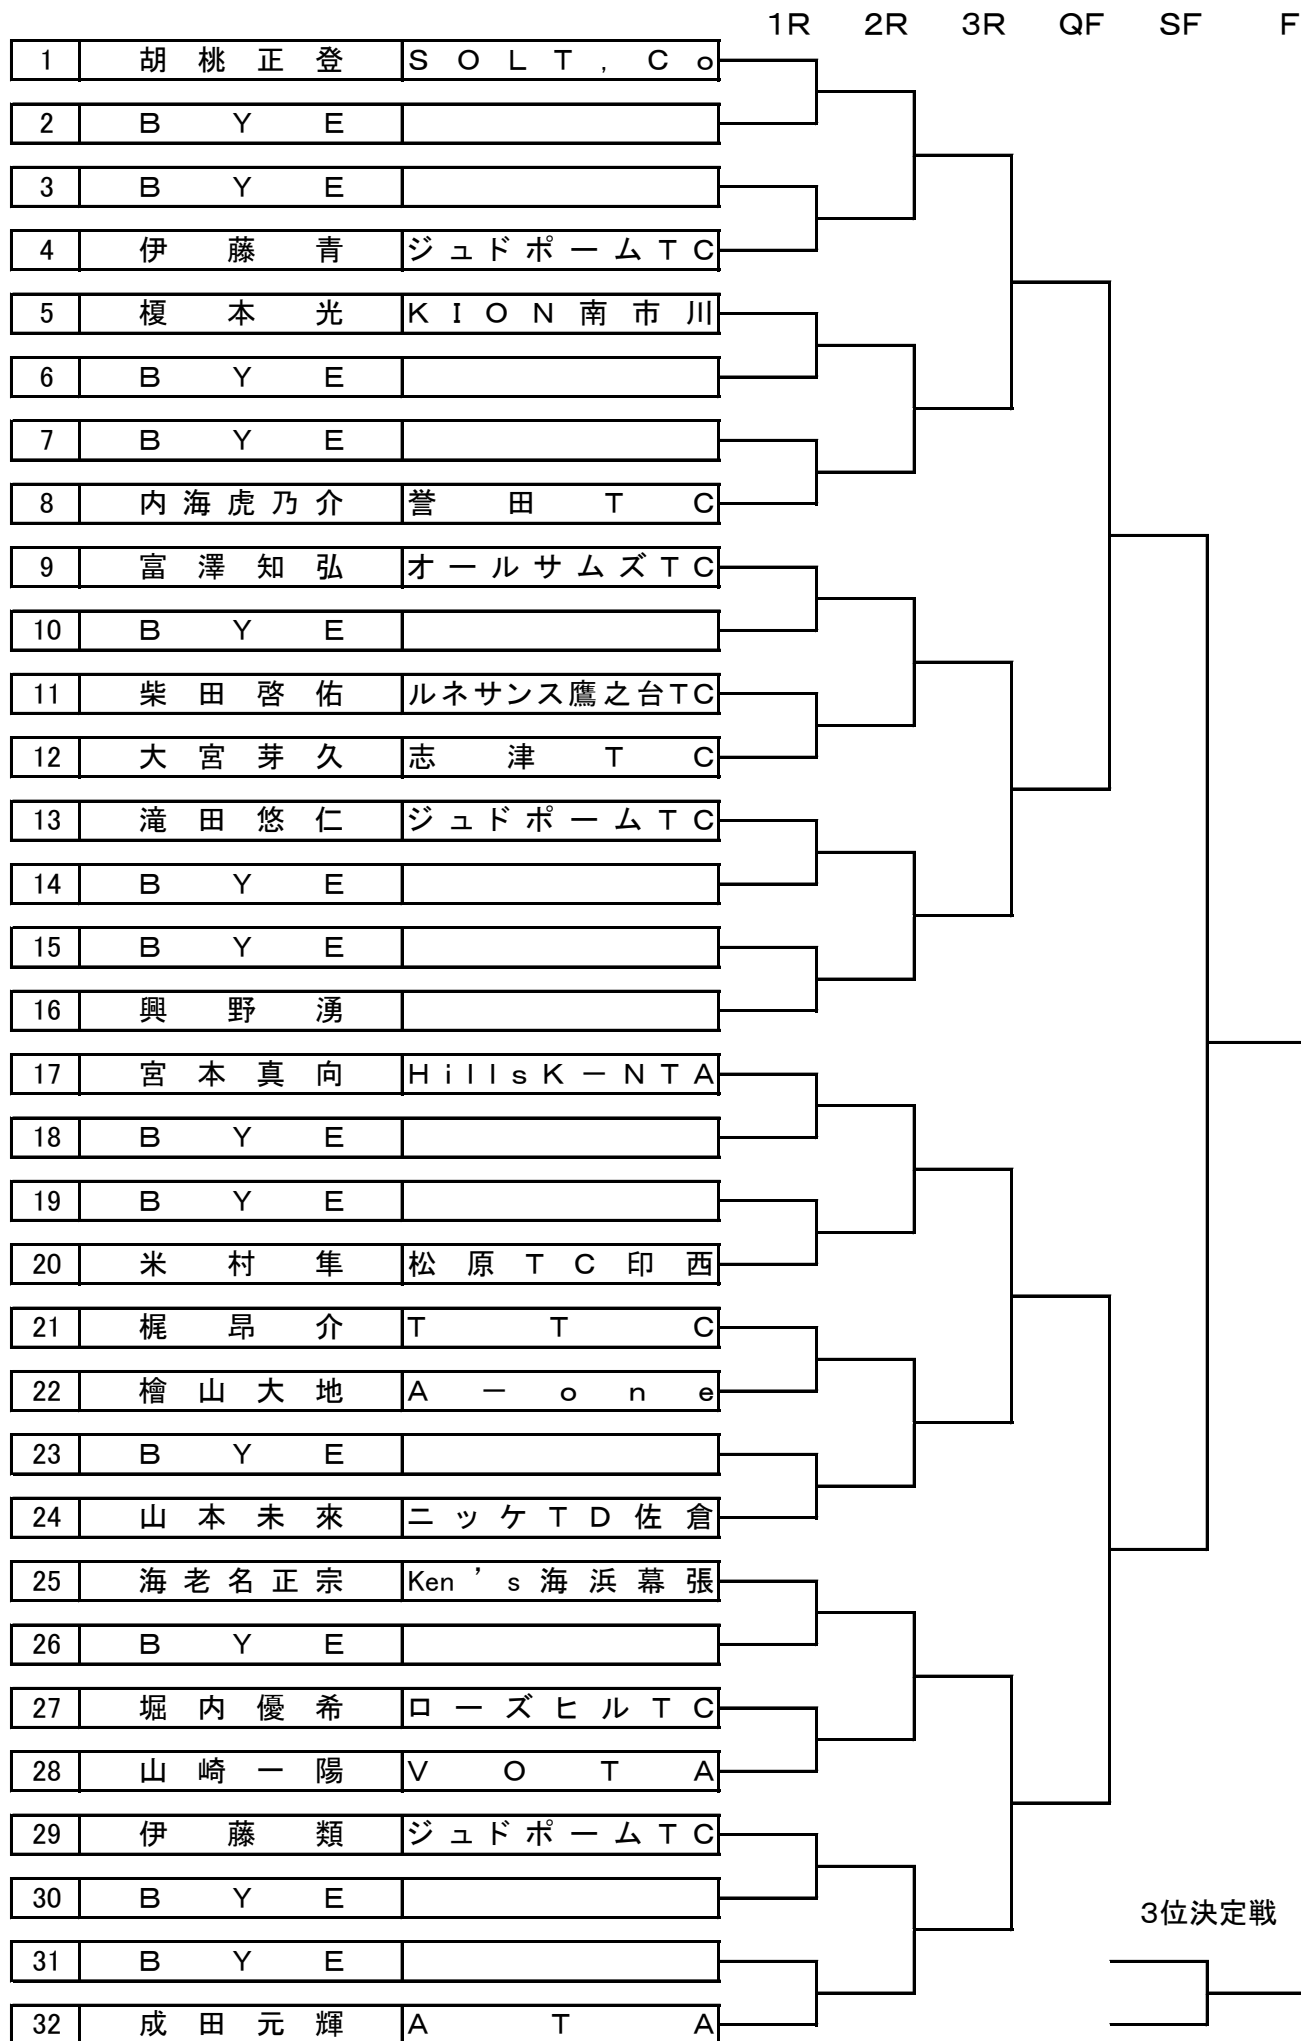 1R 2R 3R QF SF F
1 胡桃正登 SOLT,Co
2 BYE
3 BYE
4 伊藤青 ジュドポームTC
5 榎本光 KION南市川
6 BYE
7 BYE
8 内海虎乃介 誉田TC
9 富澤知弘 オールサムズTC
10 BYE
11 柴田啓佑 ルネサンス鷹之台TC
12 大宮芽久 志津TC
13 滝田悠仁 ジュドポームTC
14 BYE
15 BYE
16 興野湧
17 宮本真向 HillsK-NTA
18 BYE
19 BYE
20 米村隼 松原TC印西
21 梶昂介 TTC
22 檜山大地 A-one
23 BYE
24 山本未來 ニッケTD佐倉
25 海老名正宗 Ken's海浜幕張
26 BYE
27 堀内優希 ローズヒルTC
28 山崎一陽 VOTA
29 伊藤類 ジュドポームTC
30 BYE
3位決定戦
31 BYE
32 成田元輝 ATA